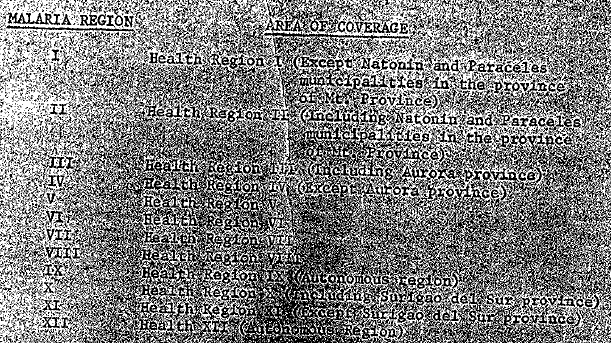 MALARIA REGION AREA OF COVERAGE
I Health Region I (Except Natonin and Paraceles
municipalities in the province
of Mt. Province)
II Health Region II (including Natonin and Paraceles
municipalities in the province
of Mt. Province)
III Health Region III (Including Aurora province)
IV Health Region IV (Except Aurora province)
V Health Region V
VI Health Region VI
VII Health Region VII
VIII Health Region VIII
IX Health Region IX (Autonomous region)
X Health Region X (including Surigao del Sur province)
XI Health Region XI (Except Surigao del Sur province)
XII Health XII (Autonomous Region)